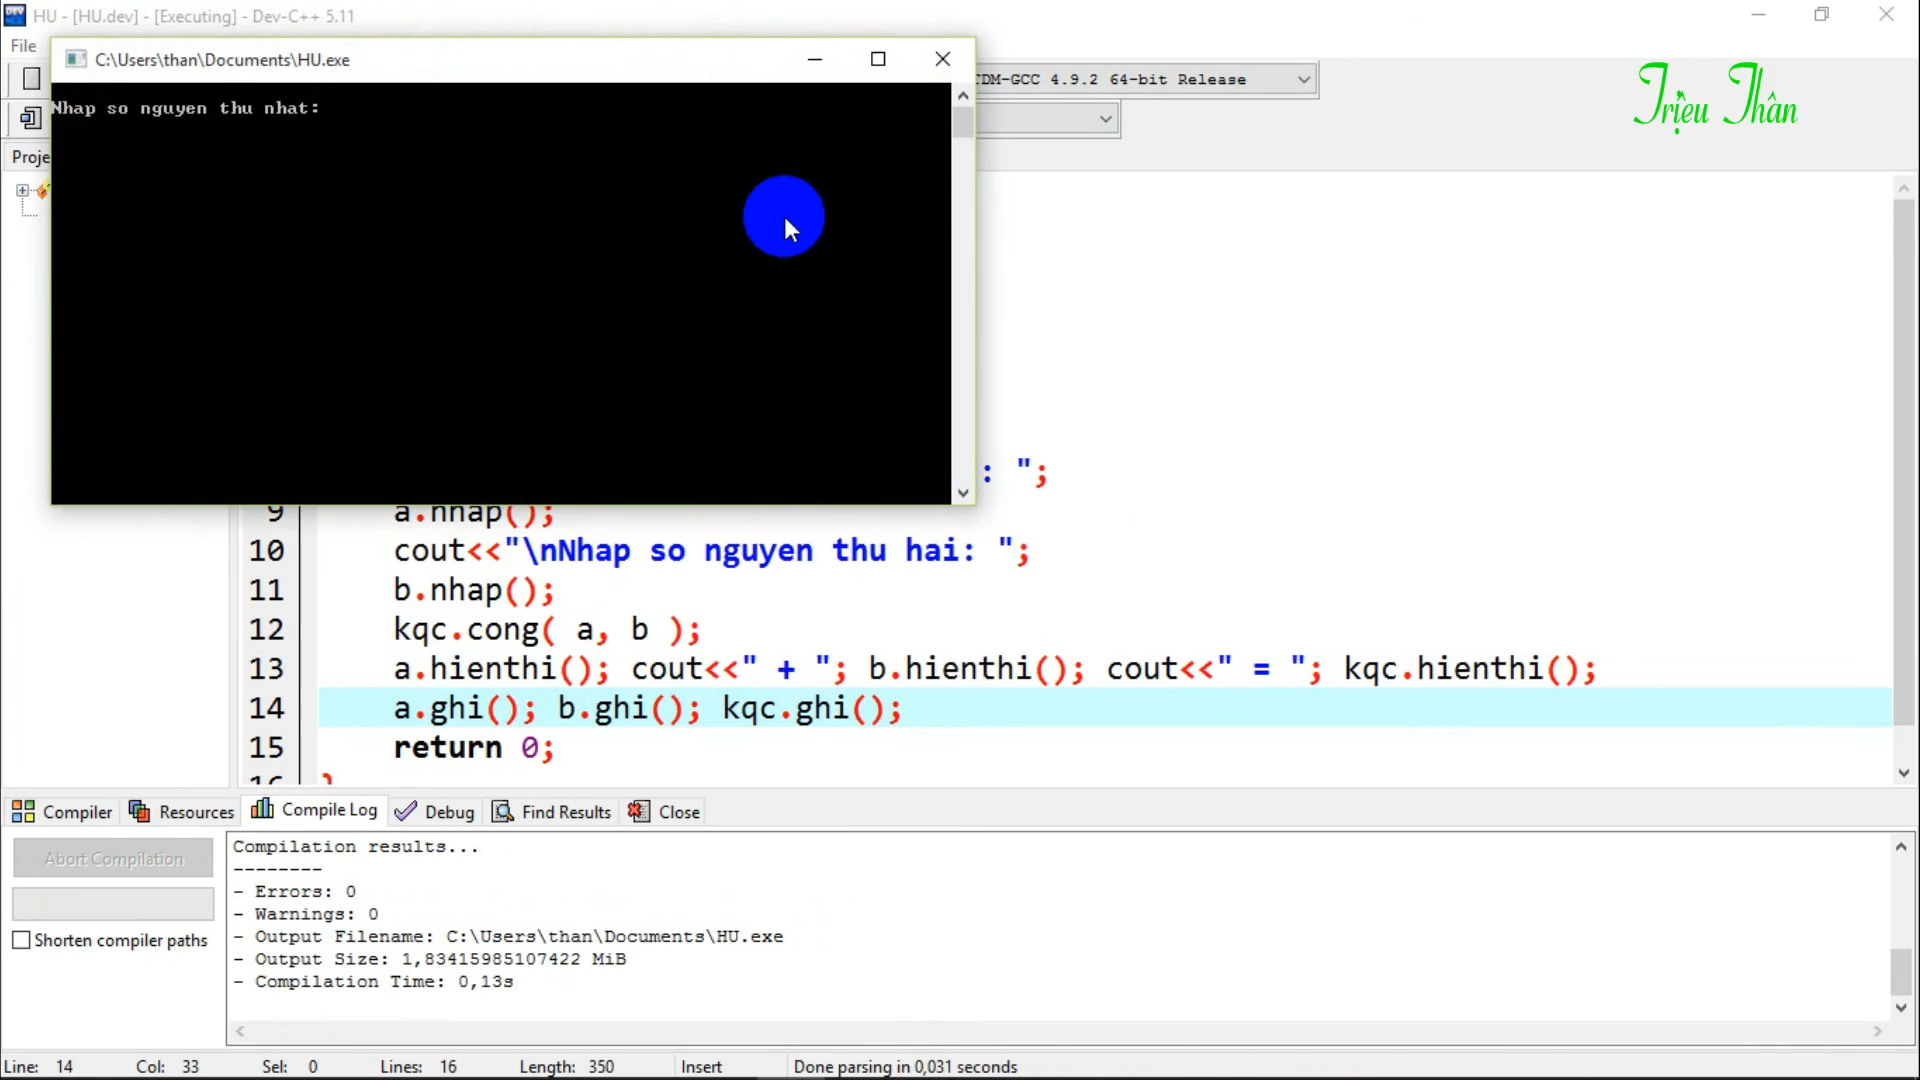 HU - [HU.dev] - [Executing] - Dev-C++ 5.11
File
C:\Users\than\Documents\HU.exe
DM-GCC 4.9.2 64-bit Release
Triệu Thân
Nhap so nguyen thu nhat:
Proje
: ";
9 a.nhap();
10 cout<<"\nNhap so nguyen thu hai: ";
11 b.nhap();
12 kqc.cong( a, b );
13 a.hienthi(); cout<<" + "; b.hienthi(); cout<<" = "; kqc.hienthi();
14 a.ghi(); b.ghi(); kqc.ghi();
15 return 0;
16 }
Compiler Resources Compile Log Debug Find Results Close
Abort Compilation
Shorten compiler paths
Compilation results...
--------
- Errors: 0
- Warnings: 0
- Output Filename: C:\Users\than\Documents\HU.exe
- Output Size: 1,83415985107422 MiB
- Compilation Time: 0,13s
Line: 14 Col: 33 Sel: 0 Lines: 16 Length: 350 Insert Done parsing in 0,031 seconds